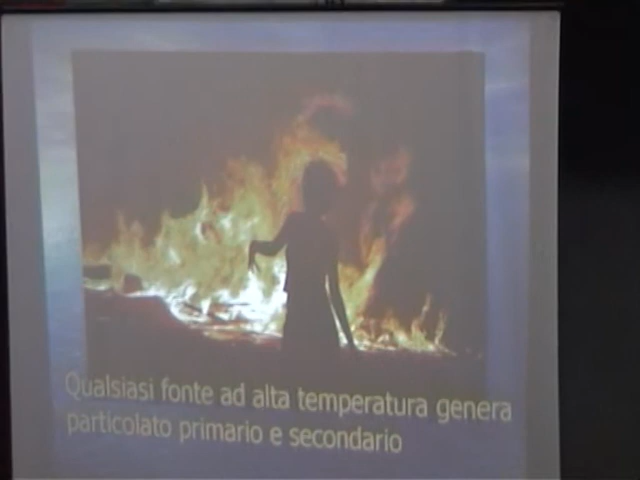 Qualsiasi fonte ad alta temperatura genera
particolato primario e secondario